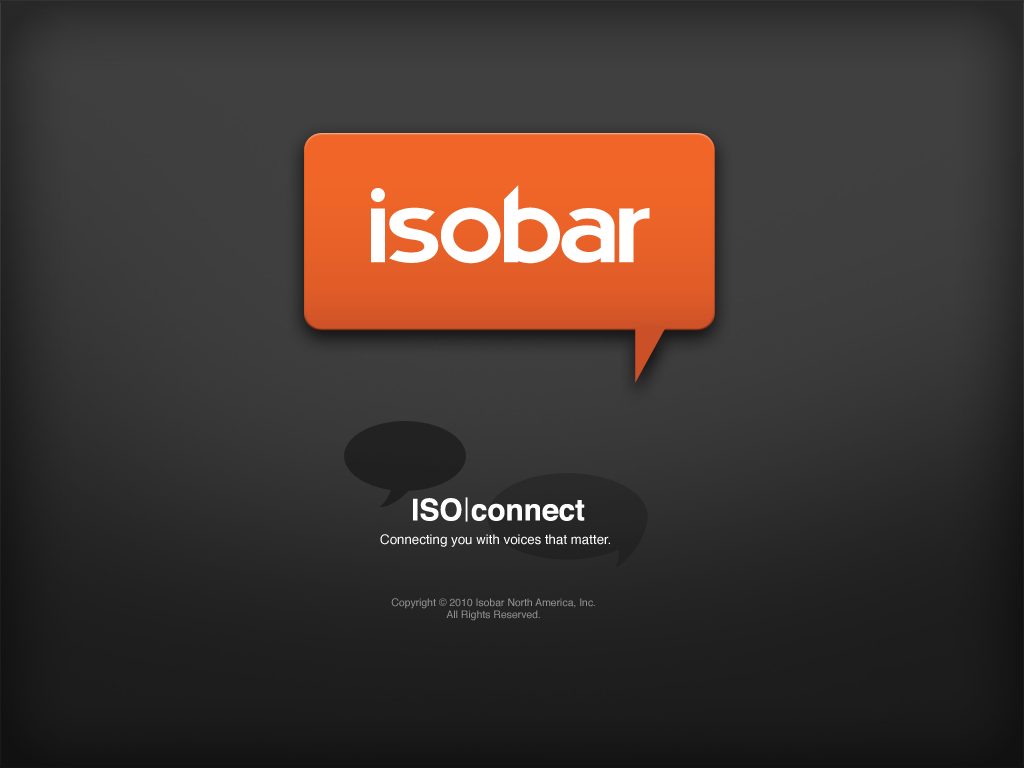 isobar
ISO|connect
Connecting you with voices that matter.
Copyright © 2010 Isobar North America, Inc.
All Rights Reserved.